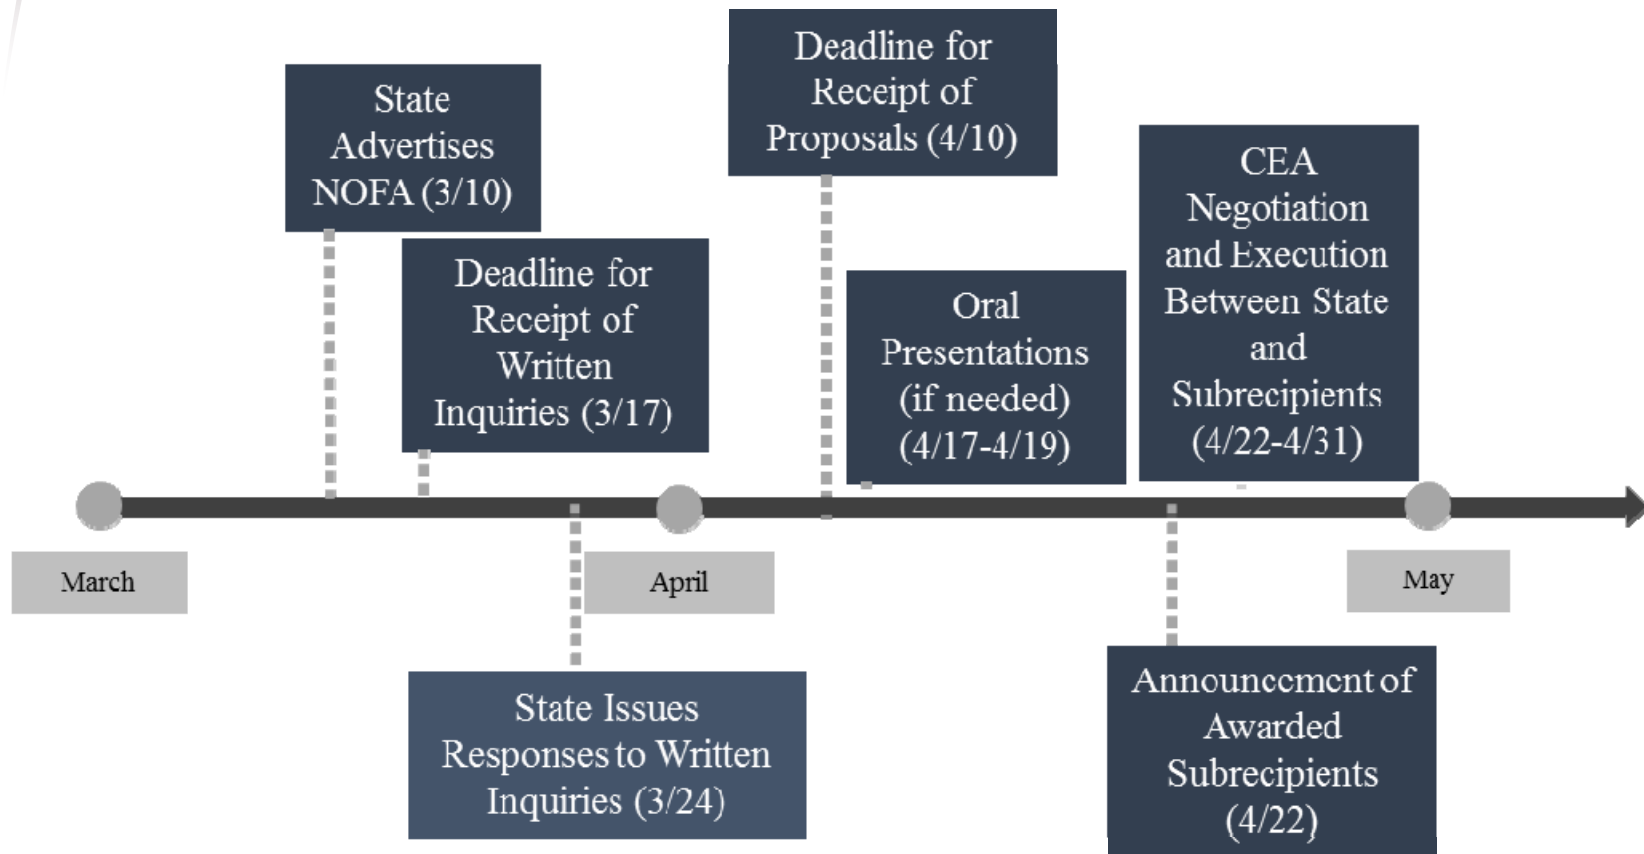 State
Advertises
NOFA (3/10)
Deadline for
Receipt of
Written
Inquiries (3/17)
Deadline for
Receipt of
Proposals (4/10)
Oral
Presentations
(if needed)
(4/17-4/19)
CEA
Negotiation
and Execution
Between State
and
Subrecipients
(4/22-4/31)
March
April
May
State Issues
Responses to Written
Inquiries (3/24)
Announcement of
Awarded
Subrecipients
(4/22)